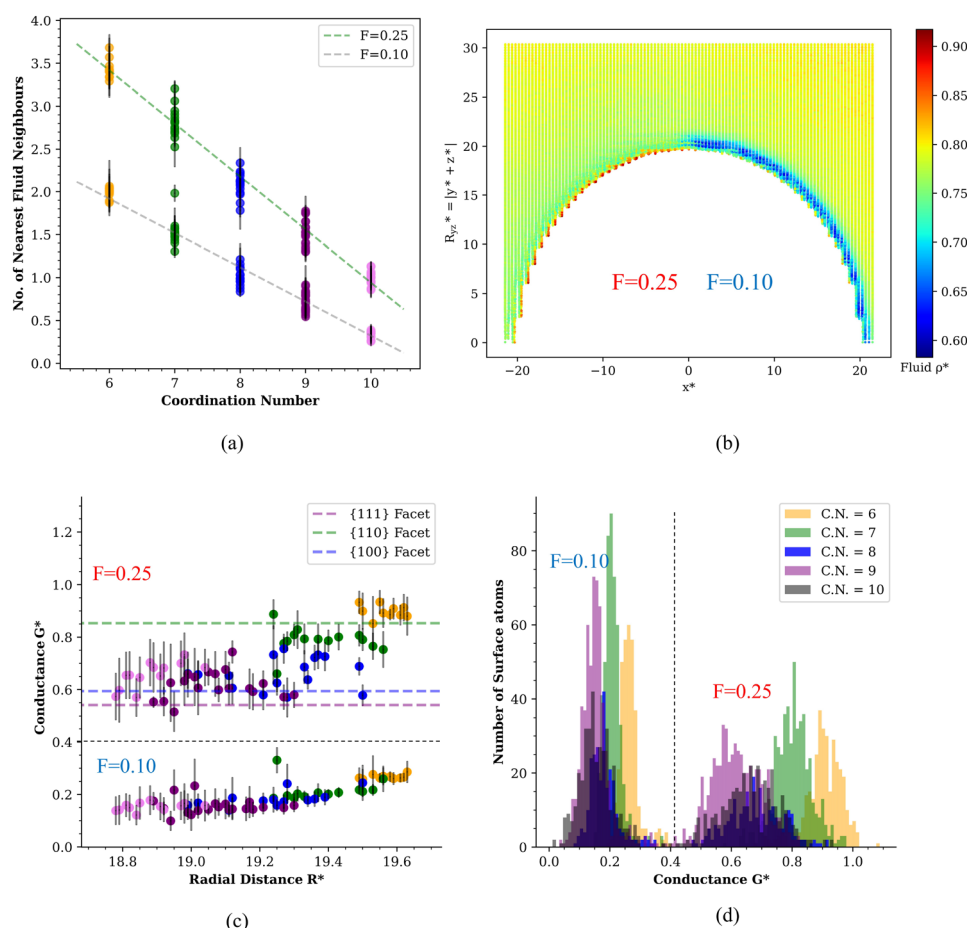 4.0
3.5
3.0
2.5
2.0
1.5
1.0
0.5
0.0
No. of Nearest Fluid Neighbours
F=0.25
F=0.10
6 7 8 9 10
Coordination Number
(a)
30
25
20
15
10
5
0
R_yz* = |y* + z*|
F=0.25 F=0.10
−20 −10 0 10 20
x*
0.90
0.85
0.80
0.75
0.70
0.65
0.60
Fluid ρ*
(b)
1.2
1.0
0.8
0.6
0.4
0.2
0.0
Conductance G*
{111} Facet
{110} Facet
{100} Facet
F=0.25
F=0.10
18.8 19.0 19.2 19.4 19.6
Radial Distance R*
(c)
80
60
40
20
0
Number of Surface atoms
C.N. = 6
C.N. = 7
C.N. = 8
C.N. = 9
C.N. = 10
F=0.10
F=0.25
0.0 0.2 0.4 0.6 0.8 1.0
Conductance G*
(d)